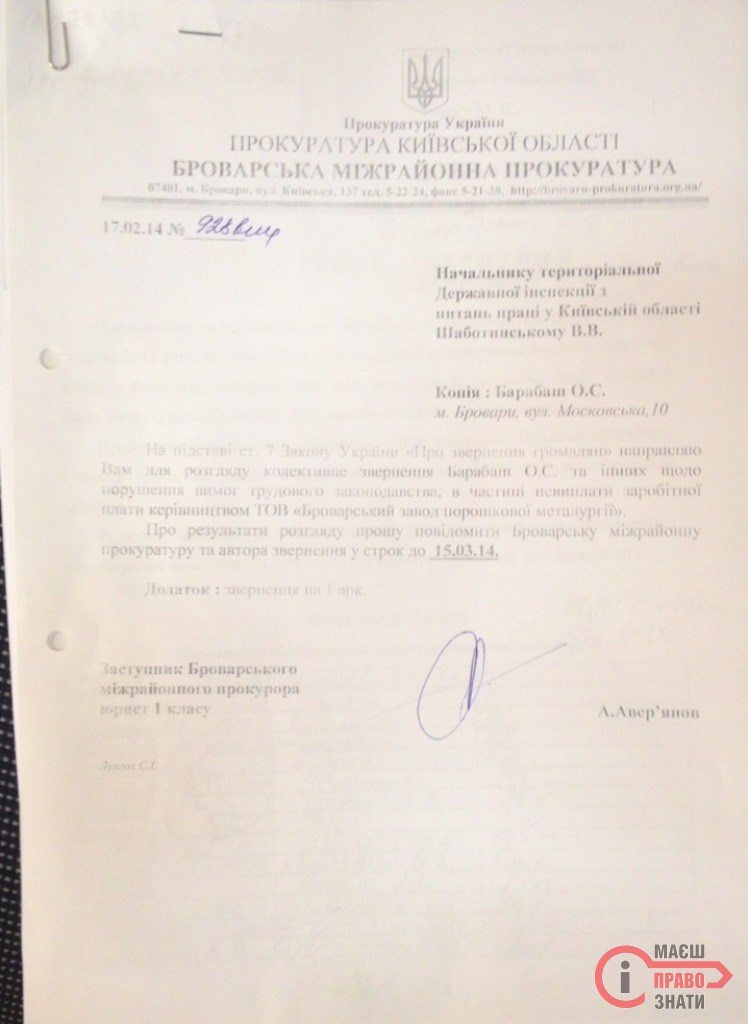 Прокуратура України
ПРОКУРАТУРА КИЇВСЬКОЇ ОБЛАСТІ
БРОВАРСЬКА МІЖРАЙОННА ПРОКУРАТУРА
07401, м. Бровари, вул. Київська, 137 тел. 5-22-24, факс 5-21-38, http://brovary-prokuratura.org.ua/
17.02.14 №
Начальнику територіальної
Державної інспекції з
питань праці у Київській області
Шаботинському В.В.
Копія : Барабаш О.С.
м. Бровари, вул. Московська,10
На підставі ст. 7 Закону України «Про звернення громадян» направляю
Вам для розгляду колективне звернення Барабаш О.С. та інших щодо
порушення вимог трудового законодавства, в частині невиплати заробітної
плати керівництвом ТОВ «Броварський завод порошкової металургії».
Про результати розгляду прошу повідомити Броварську міжрайонну
прокуратуру та автора звернення у строк до 15.03.14.
Додаток : звернення на 1 арк.
Заступник Броварського
міжрайонного прокурора
юрист 1 класу
А.Авер’янов
С.І.
МАЄШ
ПРАВО
ЗНАТИ